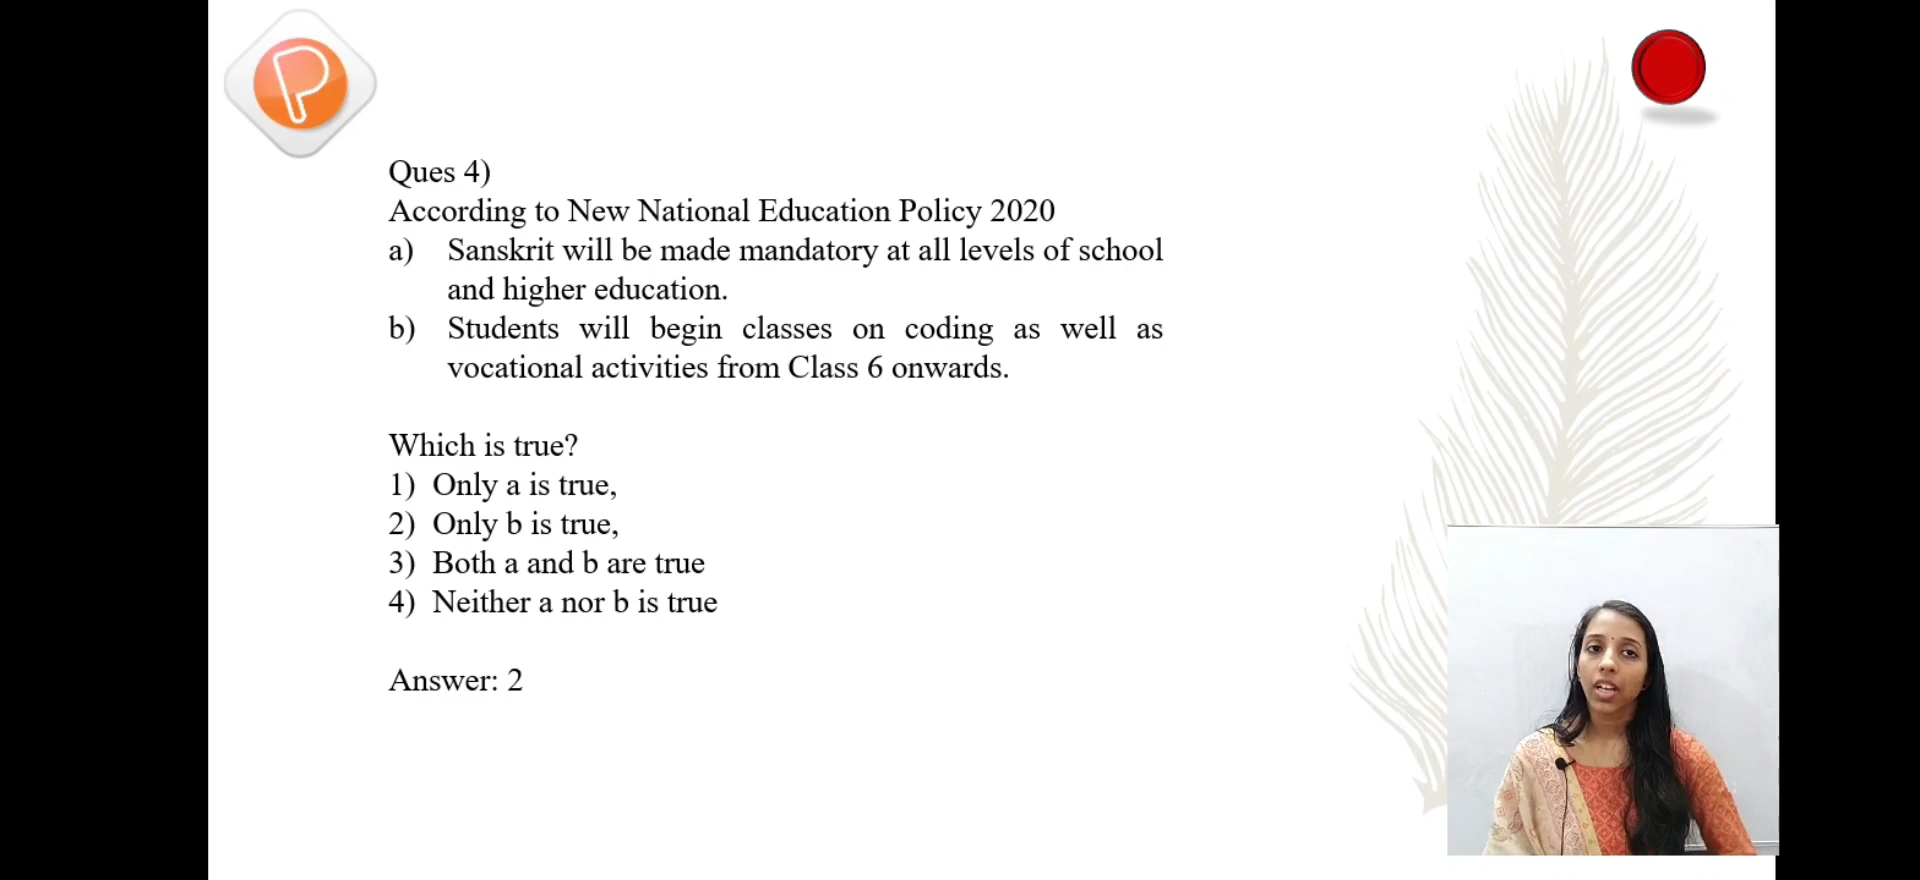 Ques 4)
According to New National Education Policy 2020
a) Sanskrit will be made mandatory at all levels of school
and higher education.
b) Students will begin classes on coding as well as
vocational activities from Class 6 onwards.
Which is true?
1) Only a is true,
2) Only b is true,
3) Both a and b are true
4) Neither a nor b is true
Answer: 2